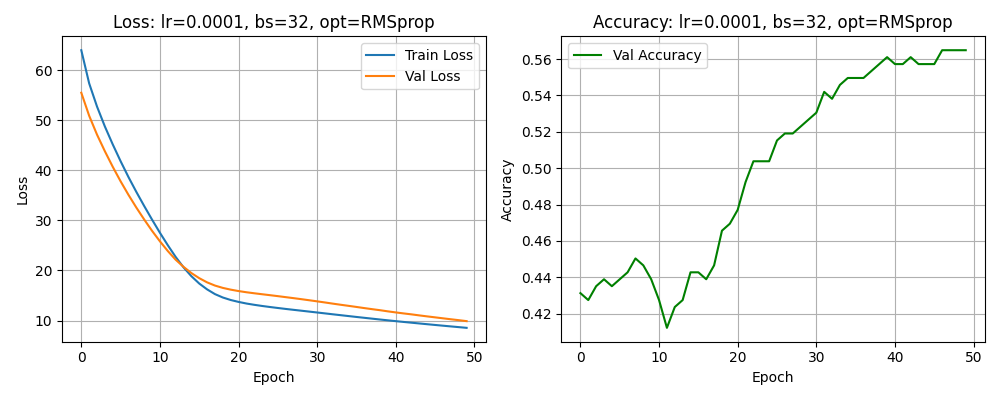 Loss: lr=0.0001, bs=32, opt=RMSprop
Train Loss
Val Loss
60
50
40
30
20
10
Loss
0 10 20 30 40 50
Epoch
Accuracy: lr=0.0001, bs=32, opt=RMSprop
Val Accuracy
0.56
0.54
0.52
0.50
0.48
0.46
0.44
0.42
Accuracy
0 10 20 30 40 50
Epoch